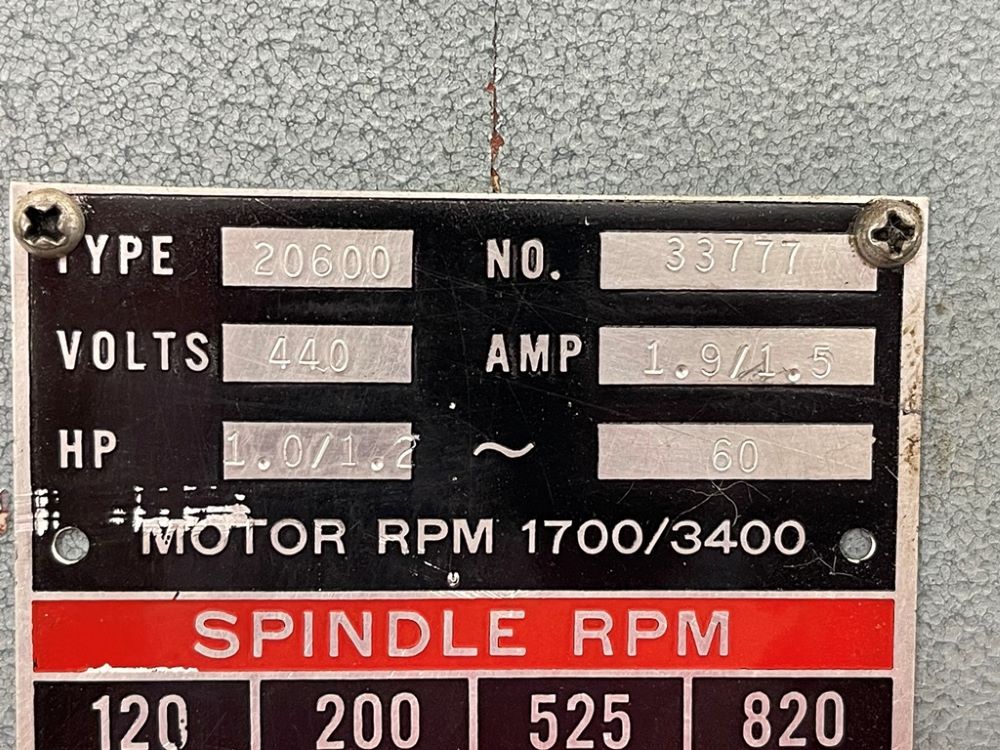 TYPE 20600 NO. 33777
VOLTS 440 AMP 1.9/1.5
HP 1.0/1.2 ~ 60
MOTOR RPM 1700/3400
SPINDLE RPM
120 200 525 820